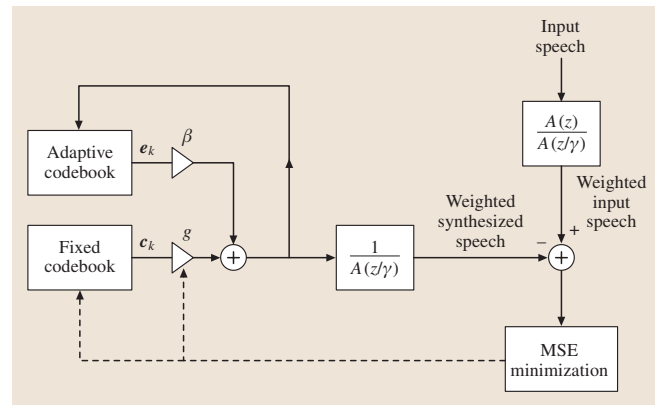 Input
speech
A(z)
A(z/γ)
Adaptive
codebook
e_k
β
Weighted
synthesized
speech
Weighted
input
speech
Fixed
codebook
c_k
g
+
1
A(z/γ)
−
+
+
MSE
minimization